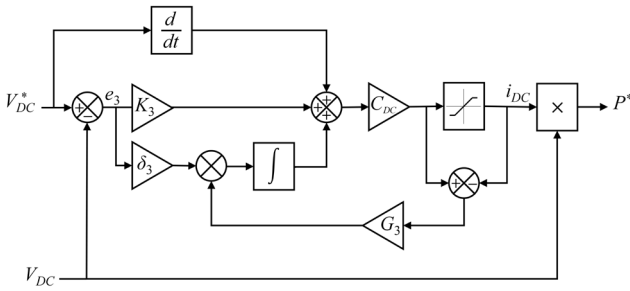 d
dt
V*DC
+
−
e3
K3
+
+
+
CDC
iDC
×
P*
δ3
∫
+
−
G3
VDC